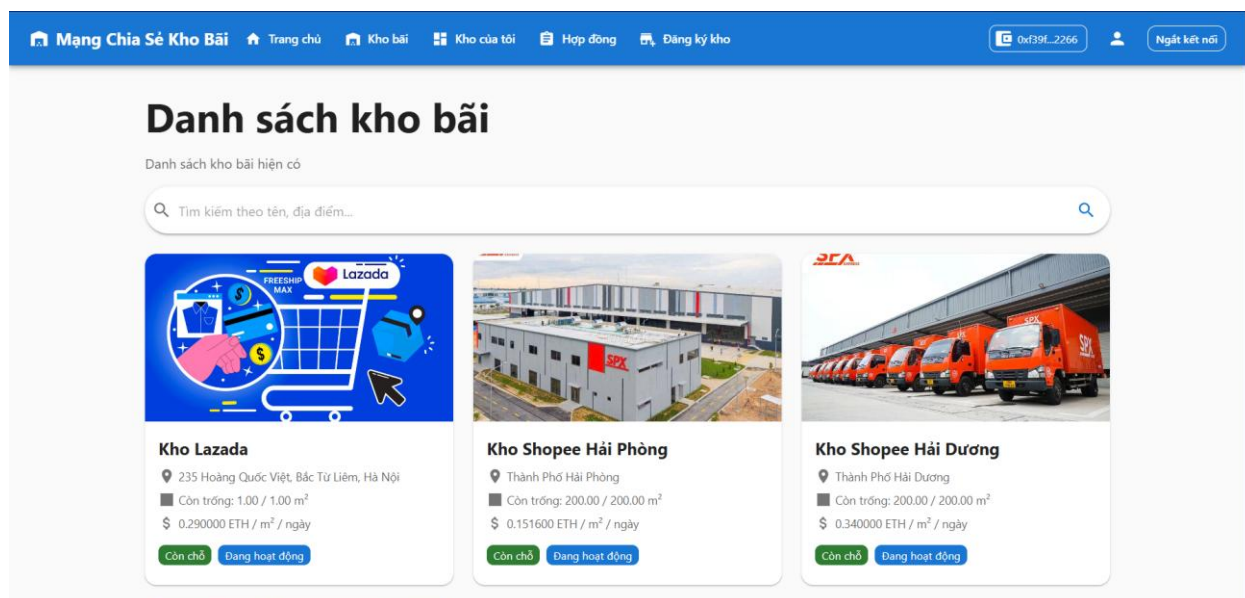 Mạng Chia Sẻ Kho Bãi Trang chủ Kho bãi Kho của tôi Hợp đồng Đăng ký kho 0xf39f...2266 Ngắt kết nối
Danh sách kho bãi
Danh sách kho bãi hiện có
Tìm kiếm theo tên, địa điểm...
FREESHIP
MAX
Lazada
SPX
SPX
SPX
SPX
Kho Lazada
235 Hoàng Quốc Việt, Bắc Từ Liêm, Hà Nội
Còn trống: 1.00 / 1.00 m²
$ 0.290000 ETH / m² / ngày
Còn chỗ Đang hoạt động
Kho Shopee Hải Phòng
Thành Phố Hải Phòng
Còn trống: 200.00 / 200.00 m²
$ 0.151600 ETH / m² / ngày
Còn chỗ Đang hoạt động
Kho Shopee Hải Dương
Thành Phố Hải Dương
Còn trống: 200.00 / 200.00 m²
$ 0.340000 ETH / m² / ngày
Còn chỗ Đang hoạt động